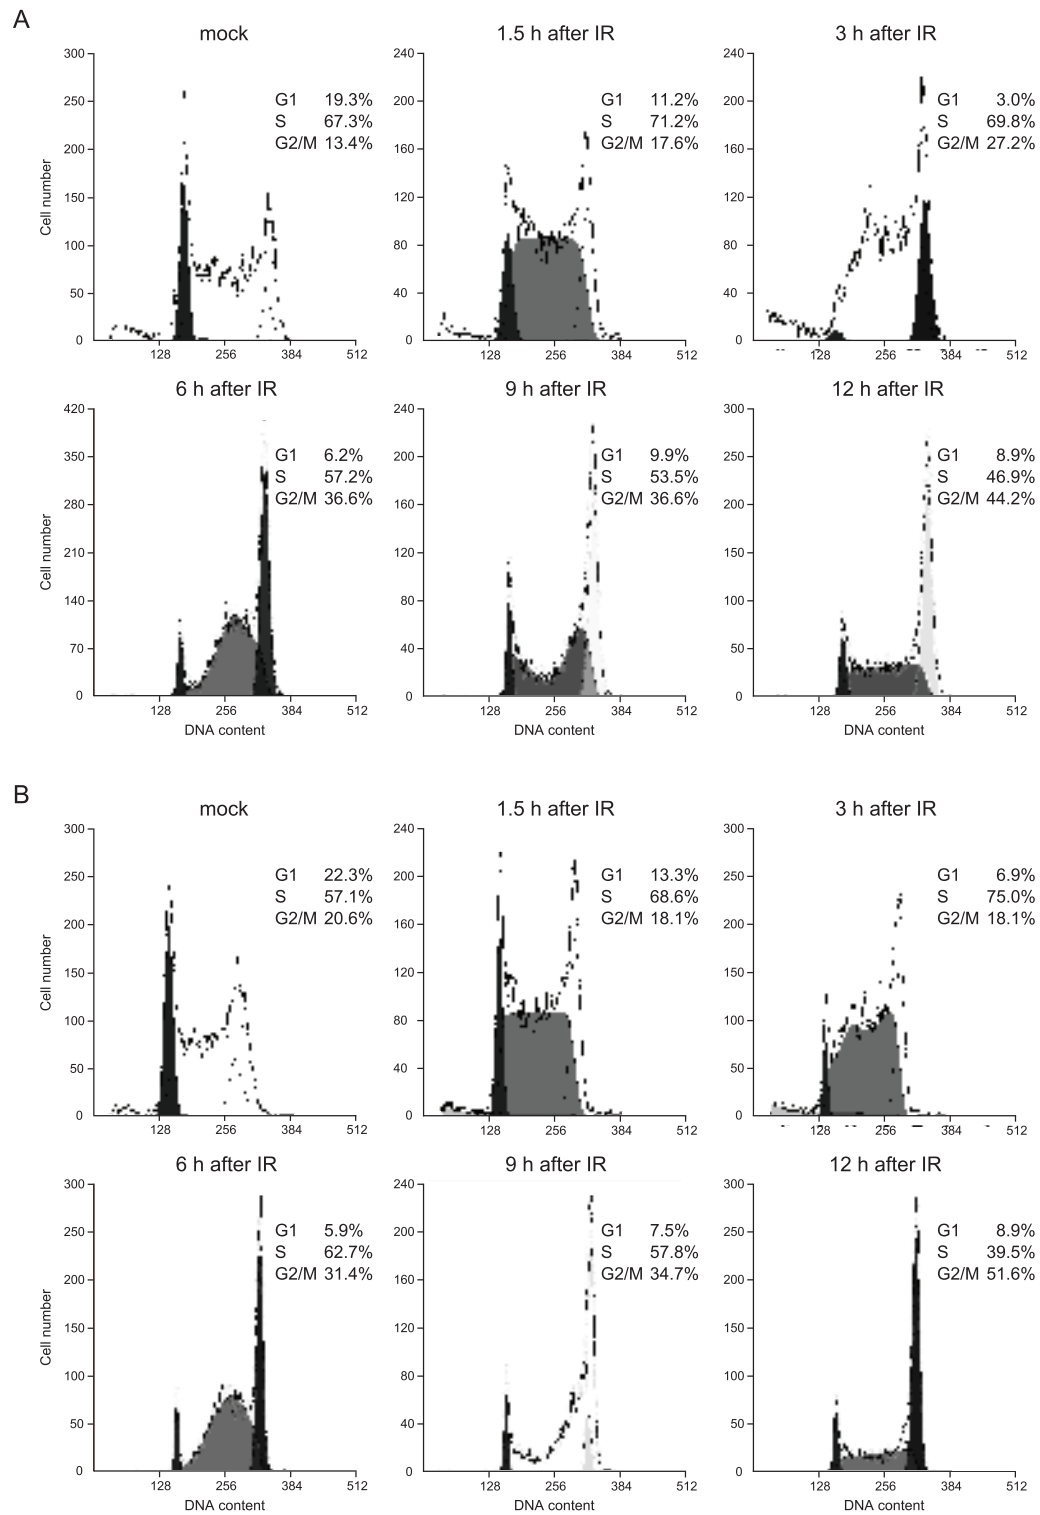 A
mock
1.5 h after IR
3 h after IR
300
250
200
150
100
50
0
Cell number
G1 19.3%
S 67.3%
G2/M 13.4%
128 256 384 512
240
200
160
120
80
40
0
G1 11.2%
S 71.2%
G2/M 17.6%
128 256 384 512
240
200
160
120
80
40
0
G1 3.0%
S 69.8%
G2/M 27.2%
128 256 384 512
6 h after IR
9 h after IR
12 h after IR
420
350
280
210
140
70
0
Cell number
G1 6.2%
S 57.2%
G2/M 36.6%
128 256 384 512
DNA content
240
200
160
120
80
40
0
G1 9.9%
S 53.5%
G2/M 36.6%
128 256 384 512
DNA content
300
250
200
150
100
50
0
G1 8.9%
S 46.9%
G2/M 44.2%
128 256 384 512
DNA content
B
mock
1.5 h after IR
3 h after IR
300
250
200
150
100
50
0
Cell number
G1 22.3%
S 57.1%
G2/M 20.6%
128 256 384 512
240
200
160
120
80
40
0
G1 13.3%
S 68.6%
G2/M 18.1%
128 256 384 512
300
250
200
150
100
50
0
G1 6.9%
S 75.0%
G2/M 18.1%
128 256 384 512
6 h after IR
9 h after IR
12 h after IR
300
250
200
150
100
50
0
Cell number
G1 5.9%
S 62.7%
G2/M 31.4%
128 256 384 512
DNA content
240
200
160
120
80
40
0
G1 7.5%
S 57.8%
G2/M 34.7%
128 256 384 512
DNA content
300
250
200
150
100
50
0
G1 8.9%
S 39.5%
G2/M 51.6%
128 256 384 512
DNA content